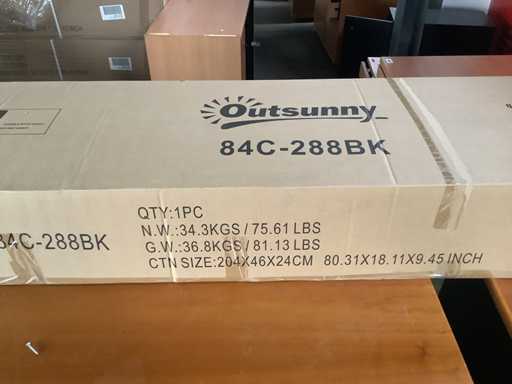 Outsunny
84C-288BK
84C-288BK
QTY:1PC
N.W.:34.3KGS / 75.61 LBS
G.W.:36.8KGS / 81.13 LBS
CTN SIZE:204X46X24CM 80.31X18.11X9.45 INCH